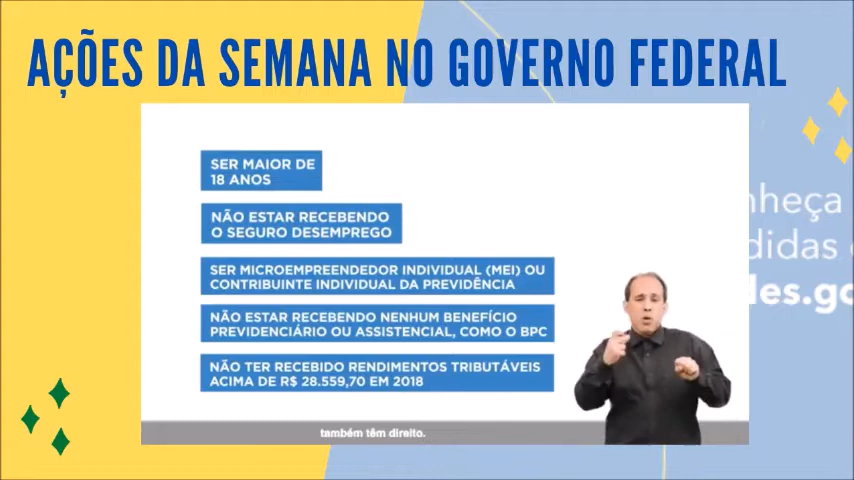 AÇÕES DA SEMANA NO GOVERNO FEDERAL
SER MAIOR DE
18 ANOS
NÃO ESTAR RECEBENDO
O SEGURO DESEMPREGO
SER MICROEMPREENDEDOR INDIVIDUAL (MEI) OU
CONTRIBUINTE INDIVIDUAL DA PREVIDÊNCIA
NÃO ESTAR RECEBENDO NENHUM BENEFÍCIO
PREVIDENCIÁRIO OU ASSISTENCIAL, COMO O BPC
NÃO TER RECEBIDO RENDIMENTOS TRIBUTÁVEIS
ACIMA DE R$ 28.559,70 EM 2018
também têm direito.